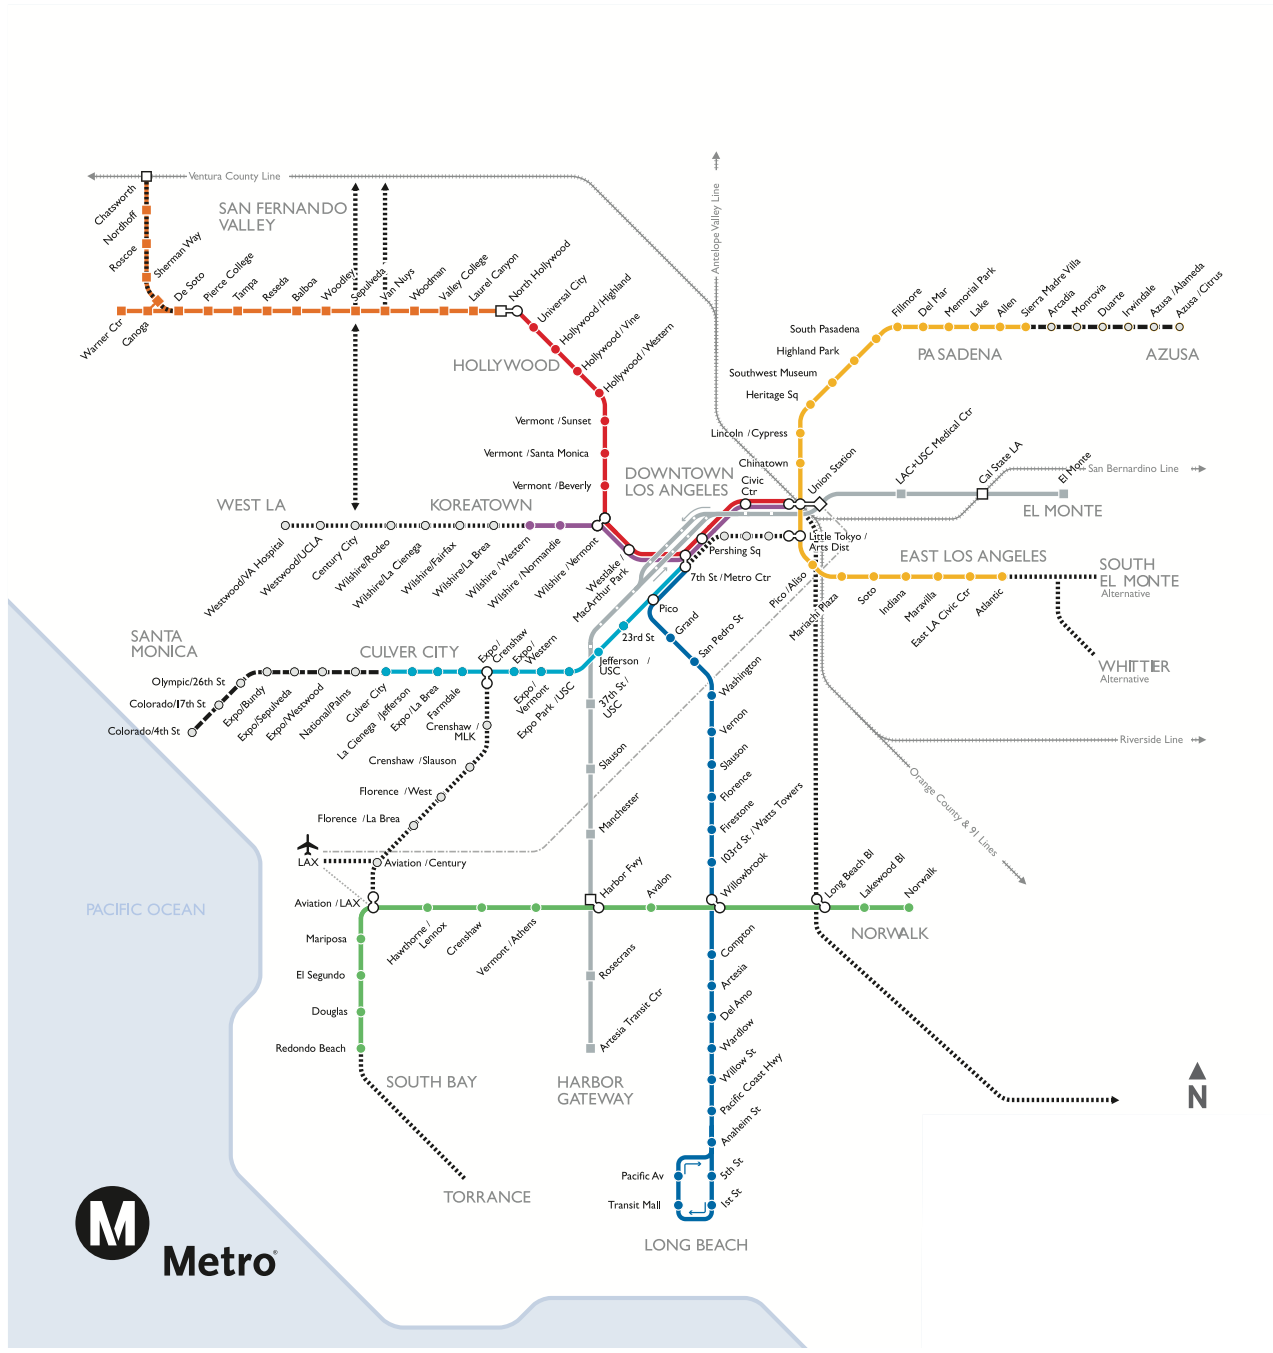 Ventura County Line
Antelope Valley Line
Chatsworth
Nordhoff
Roscoe
Sherman Way
SAN FERNANDO
VALLEY
Warner Ctr
Canoga
De Soto
Pierce College
Tampa
Reseda
Balboa
Woodley
Sepulveda
Van Nuys
Woodman
Valley College
Laurel Canyon
North Hollywood
Universal City
Hollywood /Highland
Hollywood /Vine
Hollywood /Western
HOLLYWOOD
Vermont /Sunset
Vermont /Santa Monica
Vermont /Beverly
Fillmore
Del Mar
Memorial Park
Lake
Allen
Sierra Madre Villa
Arcadia
Monrovia
Duarte
Irwindale
Azusa /Alameda
Azusa /Citrus
South Pasadena
Highland Park
Southwest Museum
Heritage Sq
Lincoln /Cypress
Chinatown
PASADENA
AZUSA
DOWNTOWN
LOS ANGELES
Civic
Ctr
Union Station
LAC+USC Medical Ctr
Cal State LA
El Monte
San Bernardino Line
EL MONTE
WEST LA
KOREATOWN
Westwood/VA Hospital
Westwood/UCLA
Century City
Wilshire/Rodeo
Wilshire/La Cienega
Wilshire/Fairfax
Wilshire/La Brea
Wilshire /Western
Wilshire /Normandie
Wilshire /Vermont
Westlake /
MacArthur Park
Pershing Sq
7th St / Metro Ctr
Little Tokyo /
Arts Dist
Pico /Aliso
Mariachi Plaza
Soto
Indiana
Maravilla
East LA Civic Ctr
Atlantic
EAST LOS ANGELES
SOUTH
EL MONTE
Alternative
WHITTIER
Alternative
Pico
Grand
San Pedro St
23rd St
Jefferson /
USC
37th St /
USC
SANTA
MONICA
CULVER CITY
Olympic/26th St
Colorado/17th St
Colorado/4th St
Expo/Bundy
Expo/Sepulveda
Expo/Westwood
National/Palms
Culver City
La Cienega /Jefferson
Expo /La Brea
Farmdale
Expo/
Crenshaw
Expo/
Western
Expo/
Vermont
Expo Park /USC
Crenshaw /
MLK
Crenshaw /Slauson
Florence /West
Florence /La Brea
Aviation /Century
LAX
Aviation /LAX
Slauson
Manchester
Harbor Fwy
Rosecrans
Artesia Transit Ctr
Washington
Vernon
Slauson
Florence
Firestone
103rd St / Watts Towers
Willowbrook
Compton
Artesia
Del Amo
Wardlow
Willow St
Pacific Coast Hwy
Anaheim St
5th St
1st St
Pacific Av
Transit Mall
Riverside Line
Orange County & 91 Lines
Hawthorne /
Lennox
Crenshaw
Vermont /Athens
Avalon
Long Beach Bl
Lakewood Bl
Norwalk
NORWALK
Mariposa
El Segundo
Douglas
Redondo Beach
PACIFIC OCEAN
SOUTH BAY
HARBOR
GATEWAY
TORRANCE
LONG BEACH
N
M
Metro